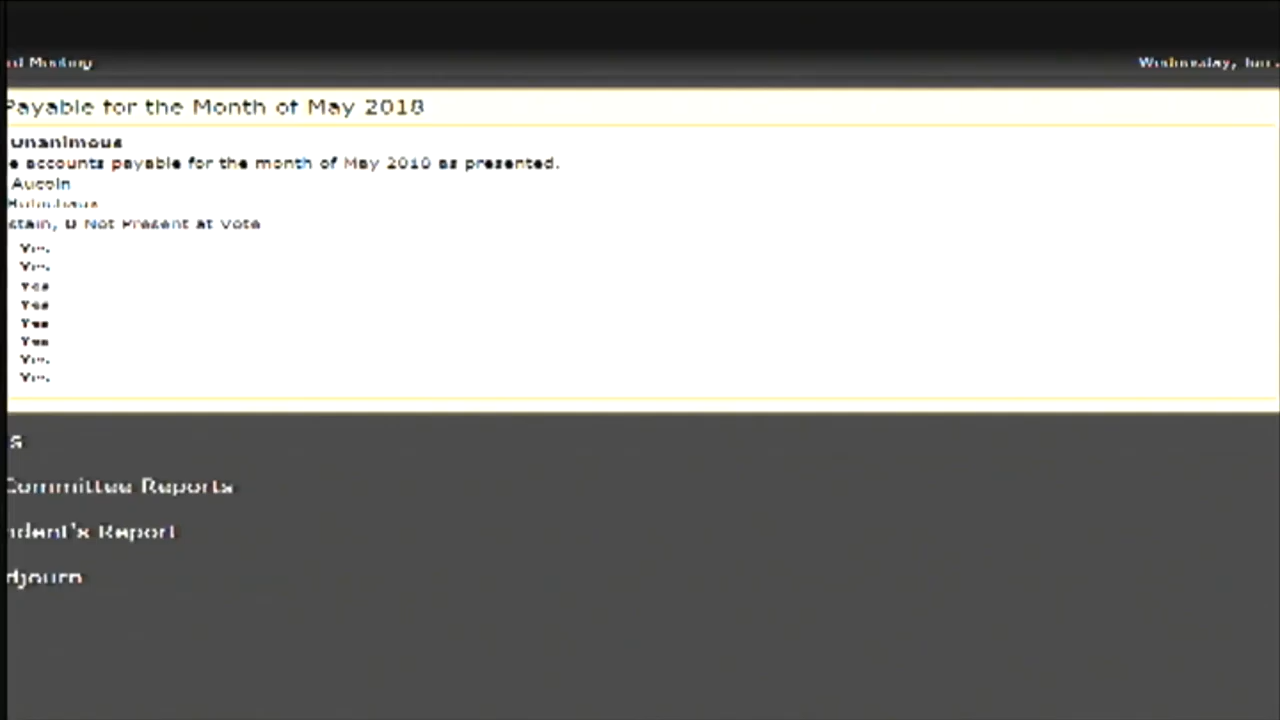 Meeting
Wednesday,
Payable for the Month of May 2018
Unanimous
e accounts payable for the month of May 2018 as presented.
Aucoin
stain, 0 Not Present at Vote
Yes
Yes
Yes
Yes
Yes
Yes
Yes
Yes
s
Committee Reports
ndent's Report
djourn